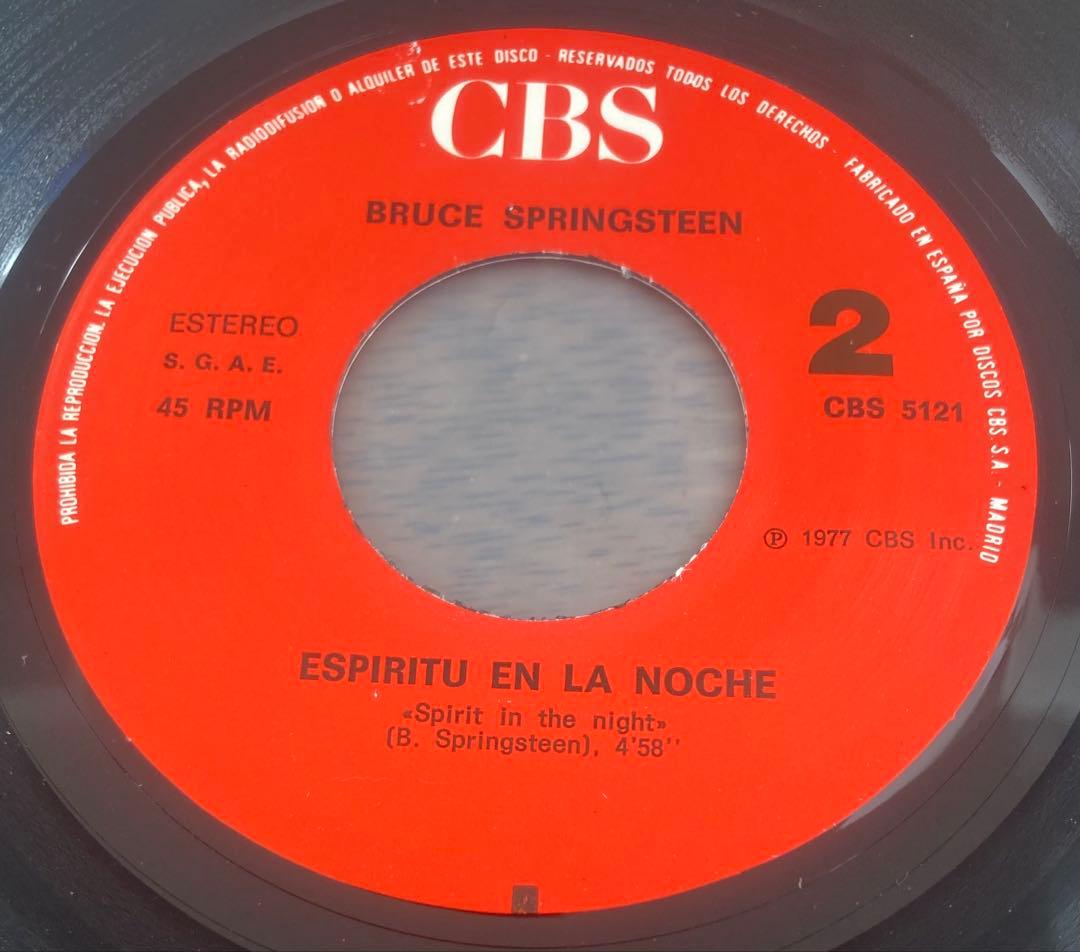 PROHIBIDA LA REPRODUCCION, LA EJECUCION PUBLICA, LA RADIODIFUSION O ALQUILER DE ESTE DISCO - RESERVADOS TODOS LOS DERECHOS - FABRICADO EN ESPAÑA POR DISCOS CBS S.A. - MADRID
CBS
BRUCE SPRINGSTEEN
ESTEREO
S. G. A. E.
45 RPM
2
CBS 5121
℗ 1977 CBS Inc.
ESPIRITU EN LA NOCHE
«Spirit in the night»
(B. Springsteen), 4'58''